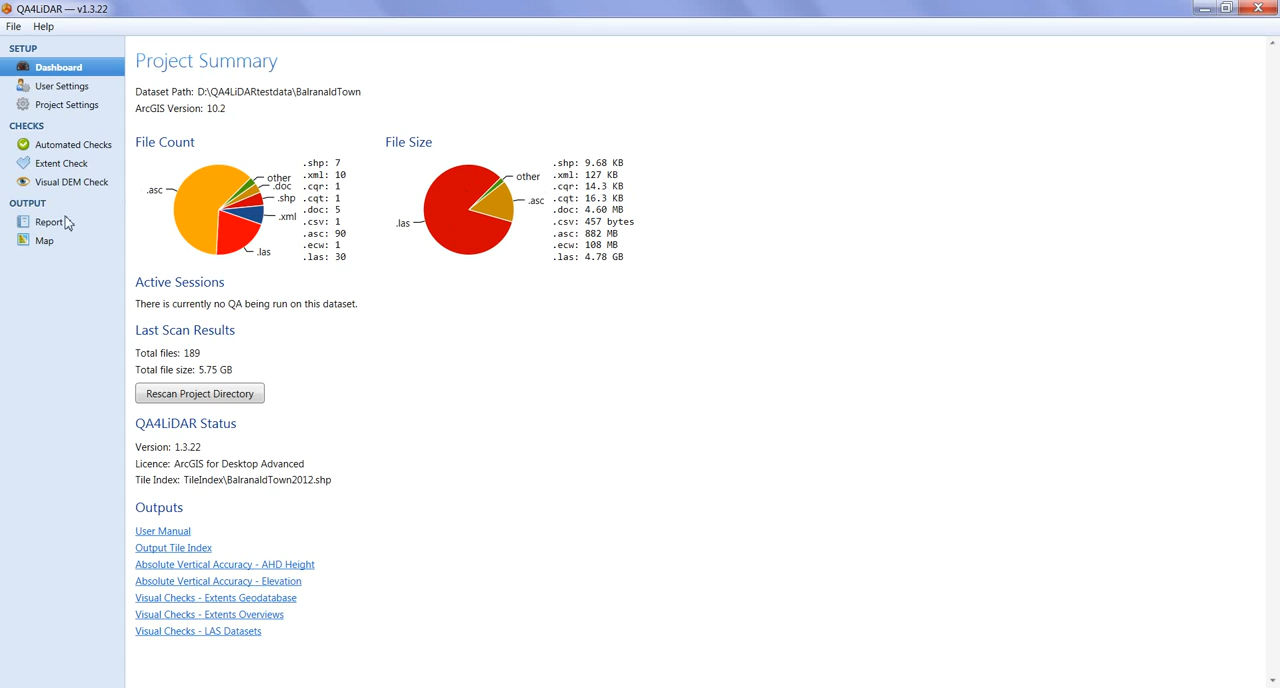 QA4LiDAR — v1.3.22
File Help
SETUP
Dashboard
User Settings
Project Settings
CHECKS
Automated Checks
Extent Check
Visual DEM Check
OUTPUT
Report
Map
Project Summary
Dataset Path: D:\QA4LiDARtestdata\BalranaldTown
ArcGIS Version: 10.2
File Count
.asc
other
.doc
.shp
.xml
.las
.shp: 7
.xml: 10
.cqr: 1
.cqt: 1
.doc: 5
.csv: 1
.asc: 90
.ecw: 1
.las: 30
File Size
.las
other
.asc
.shp: 9.68 KB
.xml: 127 KB
.cqr: 14.3 KB
.cqt: 16.3 KB
.doc: 4.60 MB
.csv: 457 bytes
.asc: 882 MB
.ecw: 108 MB
.las: 4.78 GB
Active Sessions
There is currently no QA being run on this dataset.
Last Scan Results
Total files: 189
Total file size: 5.75 GB
Rescan Project Directory
QA4LiDAR Status
Version: 1.3.22
Licence: ArcGIS for Desktop Advanced
Tile Index: TileIndex\BalranaldTown2012.shp
Outputs
User Manual
Output Tile Index
Absolute Vertical Accuracy - AHD Height
Absolute Vertical Accuracy - Elevation
Visual Checks - Extents Geodatabase
Visual Checks - Extents Overviews
Visual Checks - LAS Datasets